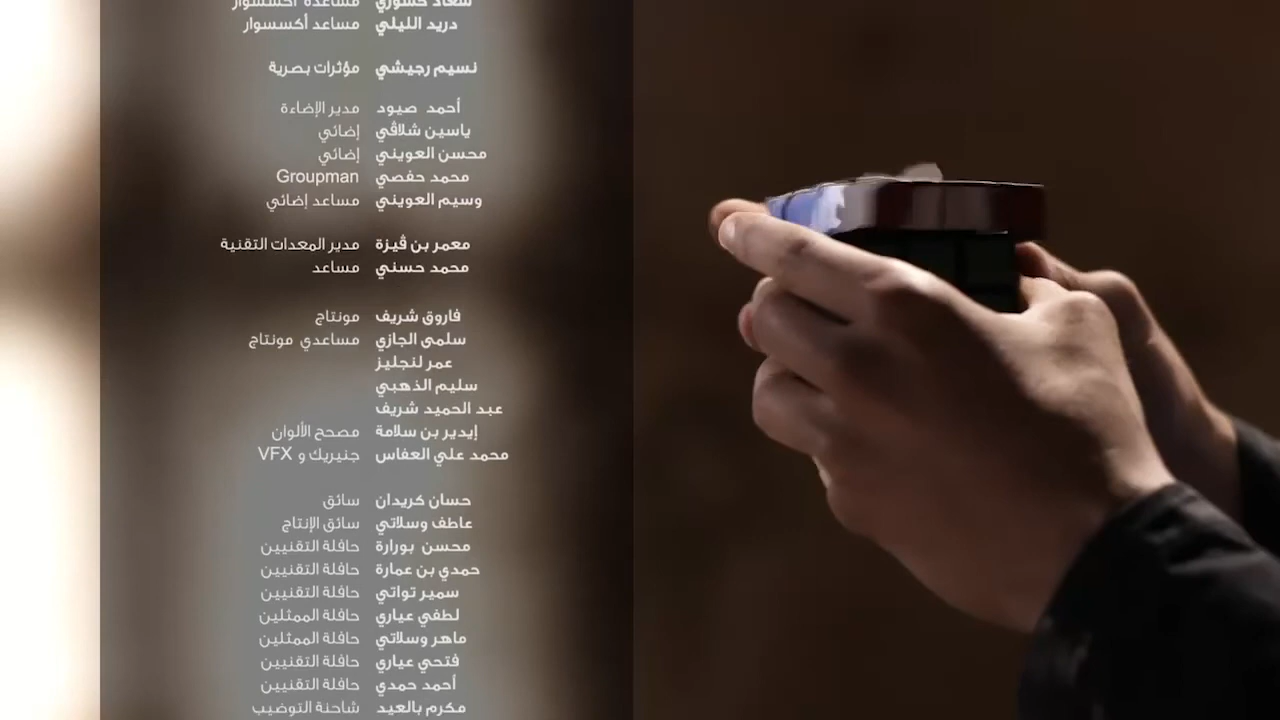 سعاد خسوري مساعدة أكسسوار
دريد الليلي مساعد أكسسوار
نسيم رجيشي مؤثرات بصرية
أحمد صيود مدير الإضاءة
ياسين شلاڤي إضائي
محسن العويني إضائي
محمد حفصي Groupman
وسيم العويني مساعد إضائي
معمر بن ڤيزة مدير المعدات التقنية
محمد حسني مساعد
فاروق شريف مونتاج
سلمى الجازي مساعدي مونتاج
عمر لنجليز
سليم الذهبي
عبد الحميد شريف
إيدير بن سلامة مصحح الألوان
محمد علي العفاس جنيريك و VFX
حسان كريدان سائق
عاطف وسلاتي سائق الإنتاج
محسن بورارة حافلة التقنيين
حمدي بن عمارة حافلة التقنيين
سمير تواتي حافلة التقنيين
لطفي عياري حافلة الممثلين
ماهر وسلاتي حافلة الممثلين
فتحي عياري حافلة التقنيين
أحمد حمدي حافلة التقنيين
مكرم بالعيد شاحنة التوضيب